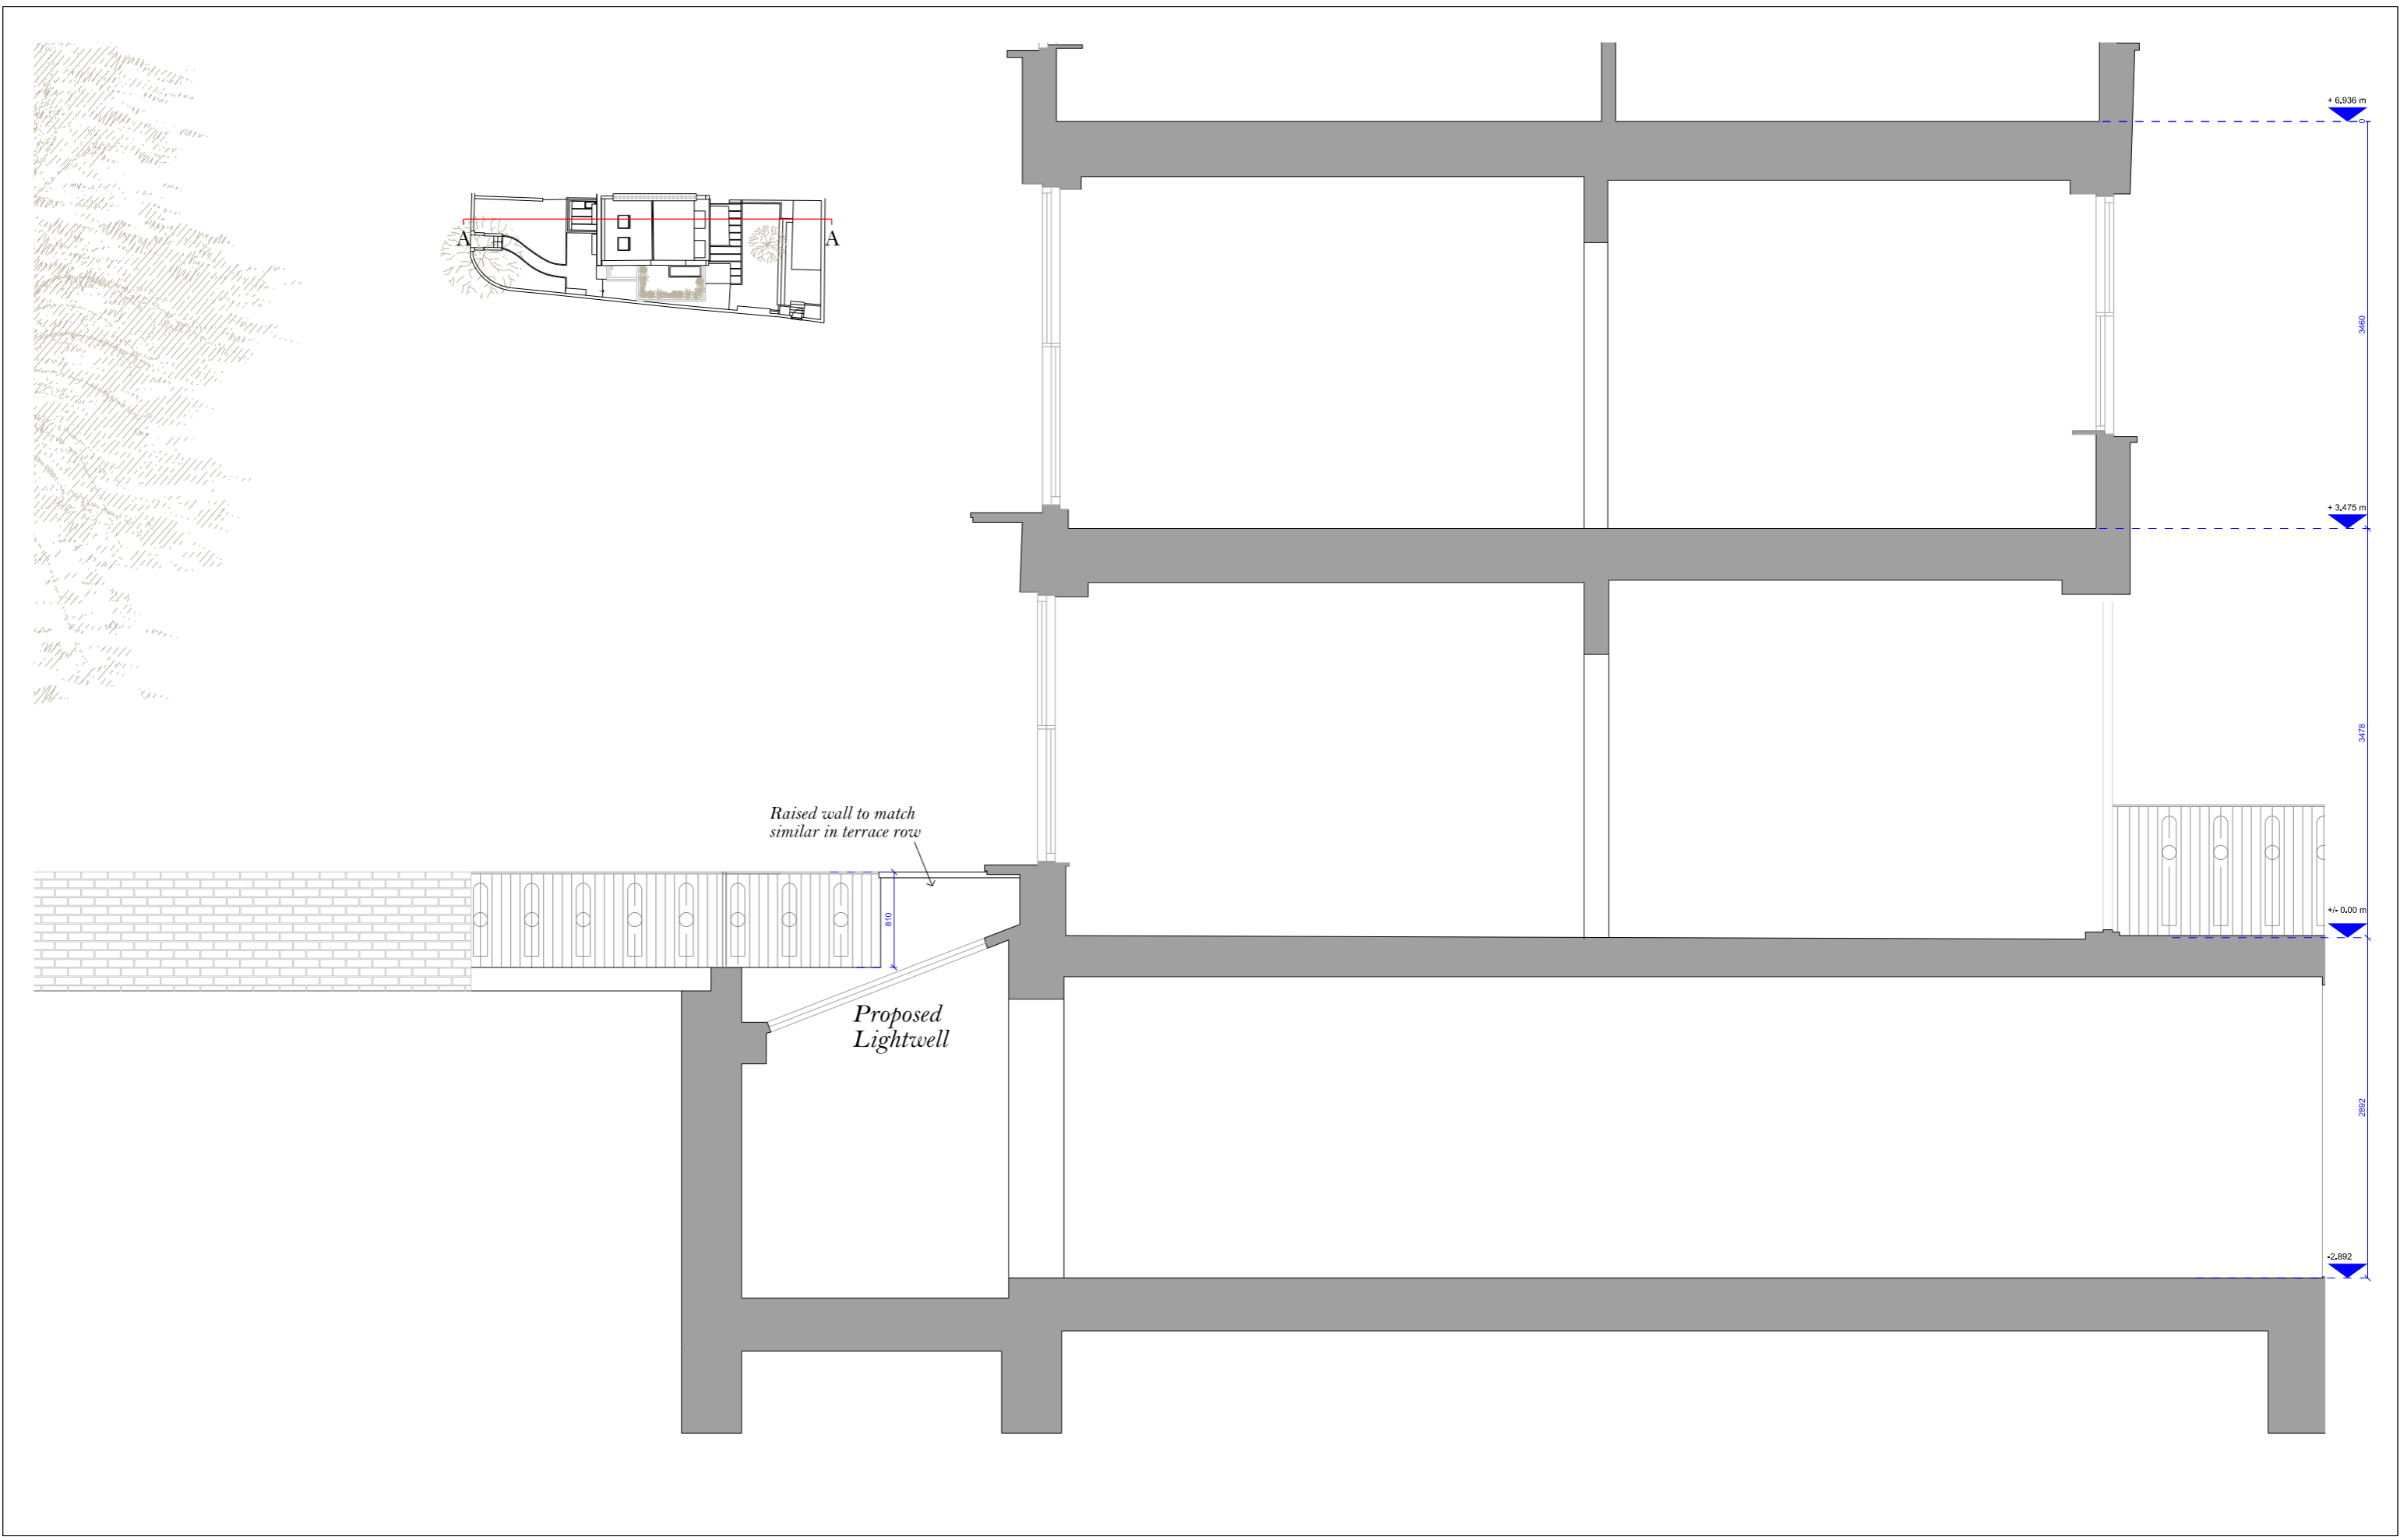 + 6.936 m
0
A
A
3460
+ 3.475 m
3478
Raised wall to match
similar in terrace row
810
+/- 0.00 m
Proposed
Lightwell
2892
-2.892